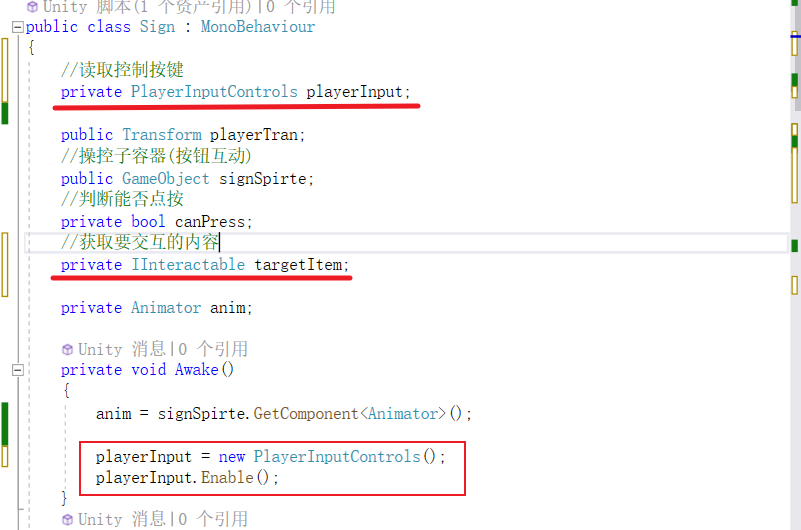 Unity 脚本(1 个资产引用)|0 个引用
public class Sign : MonoBehaviour
{
//读取控制按键
private PlayerInputControls playerInput;
public Transform playerTran;
//操控子容器(按钮互动)
public GameObject signSpirte;
//判断能否点按
private bool canPress;
//获取要交互的内容
private IInteractable targetItem;
private Animator anim;
Unity 消息|0 个引用
private void Awake()
{
anim = signSpirte.GetComponent<Animator>();
playerInput = new PlayerInputControls();
playerInput.Enable();
}
Unity 消息|0 个引用